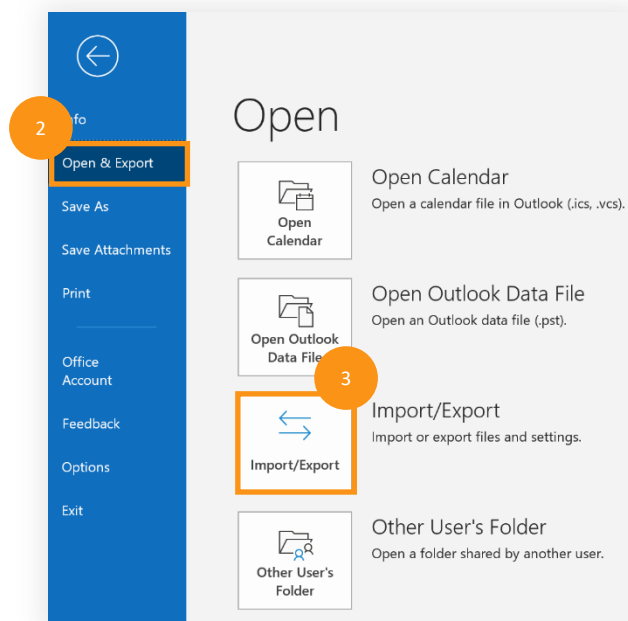 2
fo
Open & Export
Save As
Save Attachments
Print
Office
Account
Feedback
Options
Exit
Open
Open
Calendar
Open Calendar
Open a calendar file in Outlook (.ics, .vcs).
Open Outlook
Data File
Open Outlook Data File
Open an Outlook data file (.pst).
3
Import/Export
Import/Export
Import or export files and settings.
Other User's
Folder
Other User's Folder
Open a folder shared by another user.